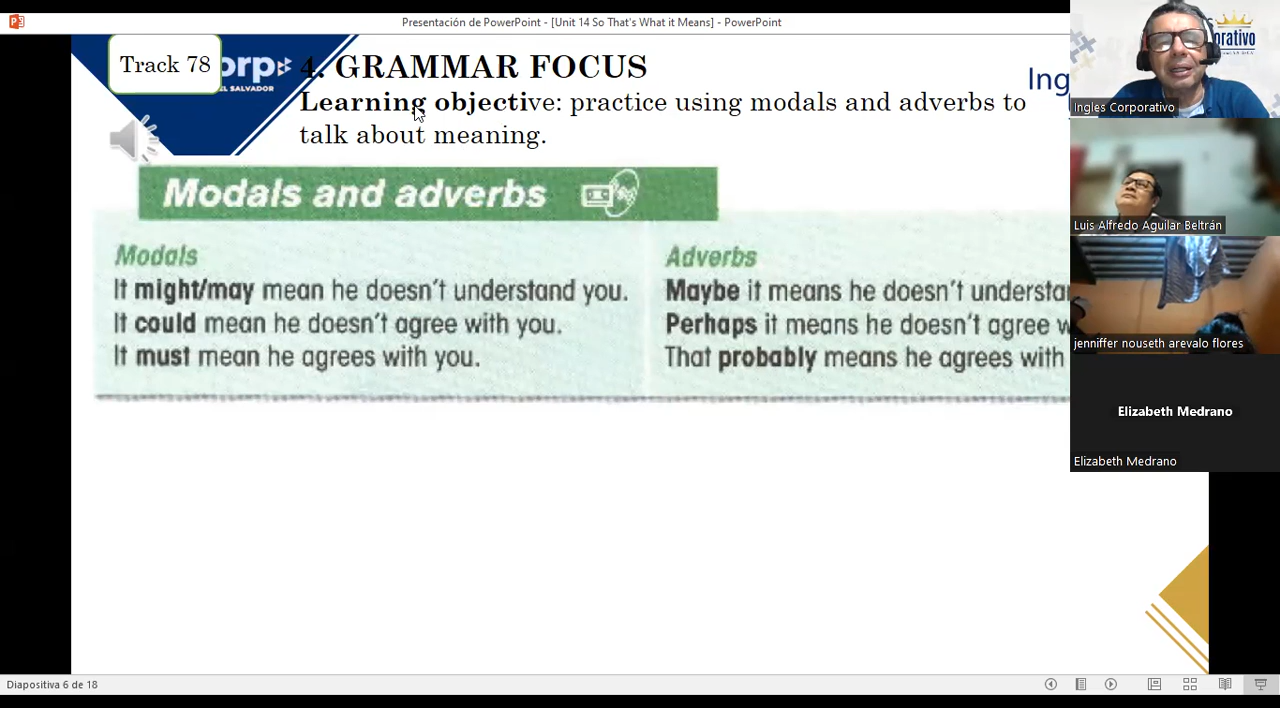 Presentación de PowerPoint - [Unit 14 So That's What it Means] - PowerPoint
Track 78
EL SALVADOR
4. GRAMMAR FOCUS
Learning objective: practice using modals and adverbs to
talk about meaning.
Modals and adverbs
Modals
It might/may mean he doesn't understand you.
It could mean he doesn't agree with you.
It must mean he agrees with you.
Adverbs
Maybe it means he doesn't
Perhaps it means he doesn't agree
That probably means he agrees with
Ingles Corporativo
Luis Alfredo Aguilar Beltrán
jenniffer nouseth arevalo flores
Elizabeth Medrano
Elizabeth Medrano
Diapositiva 6 de 18